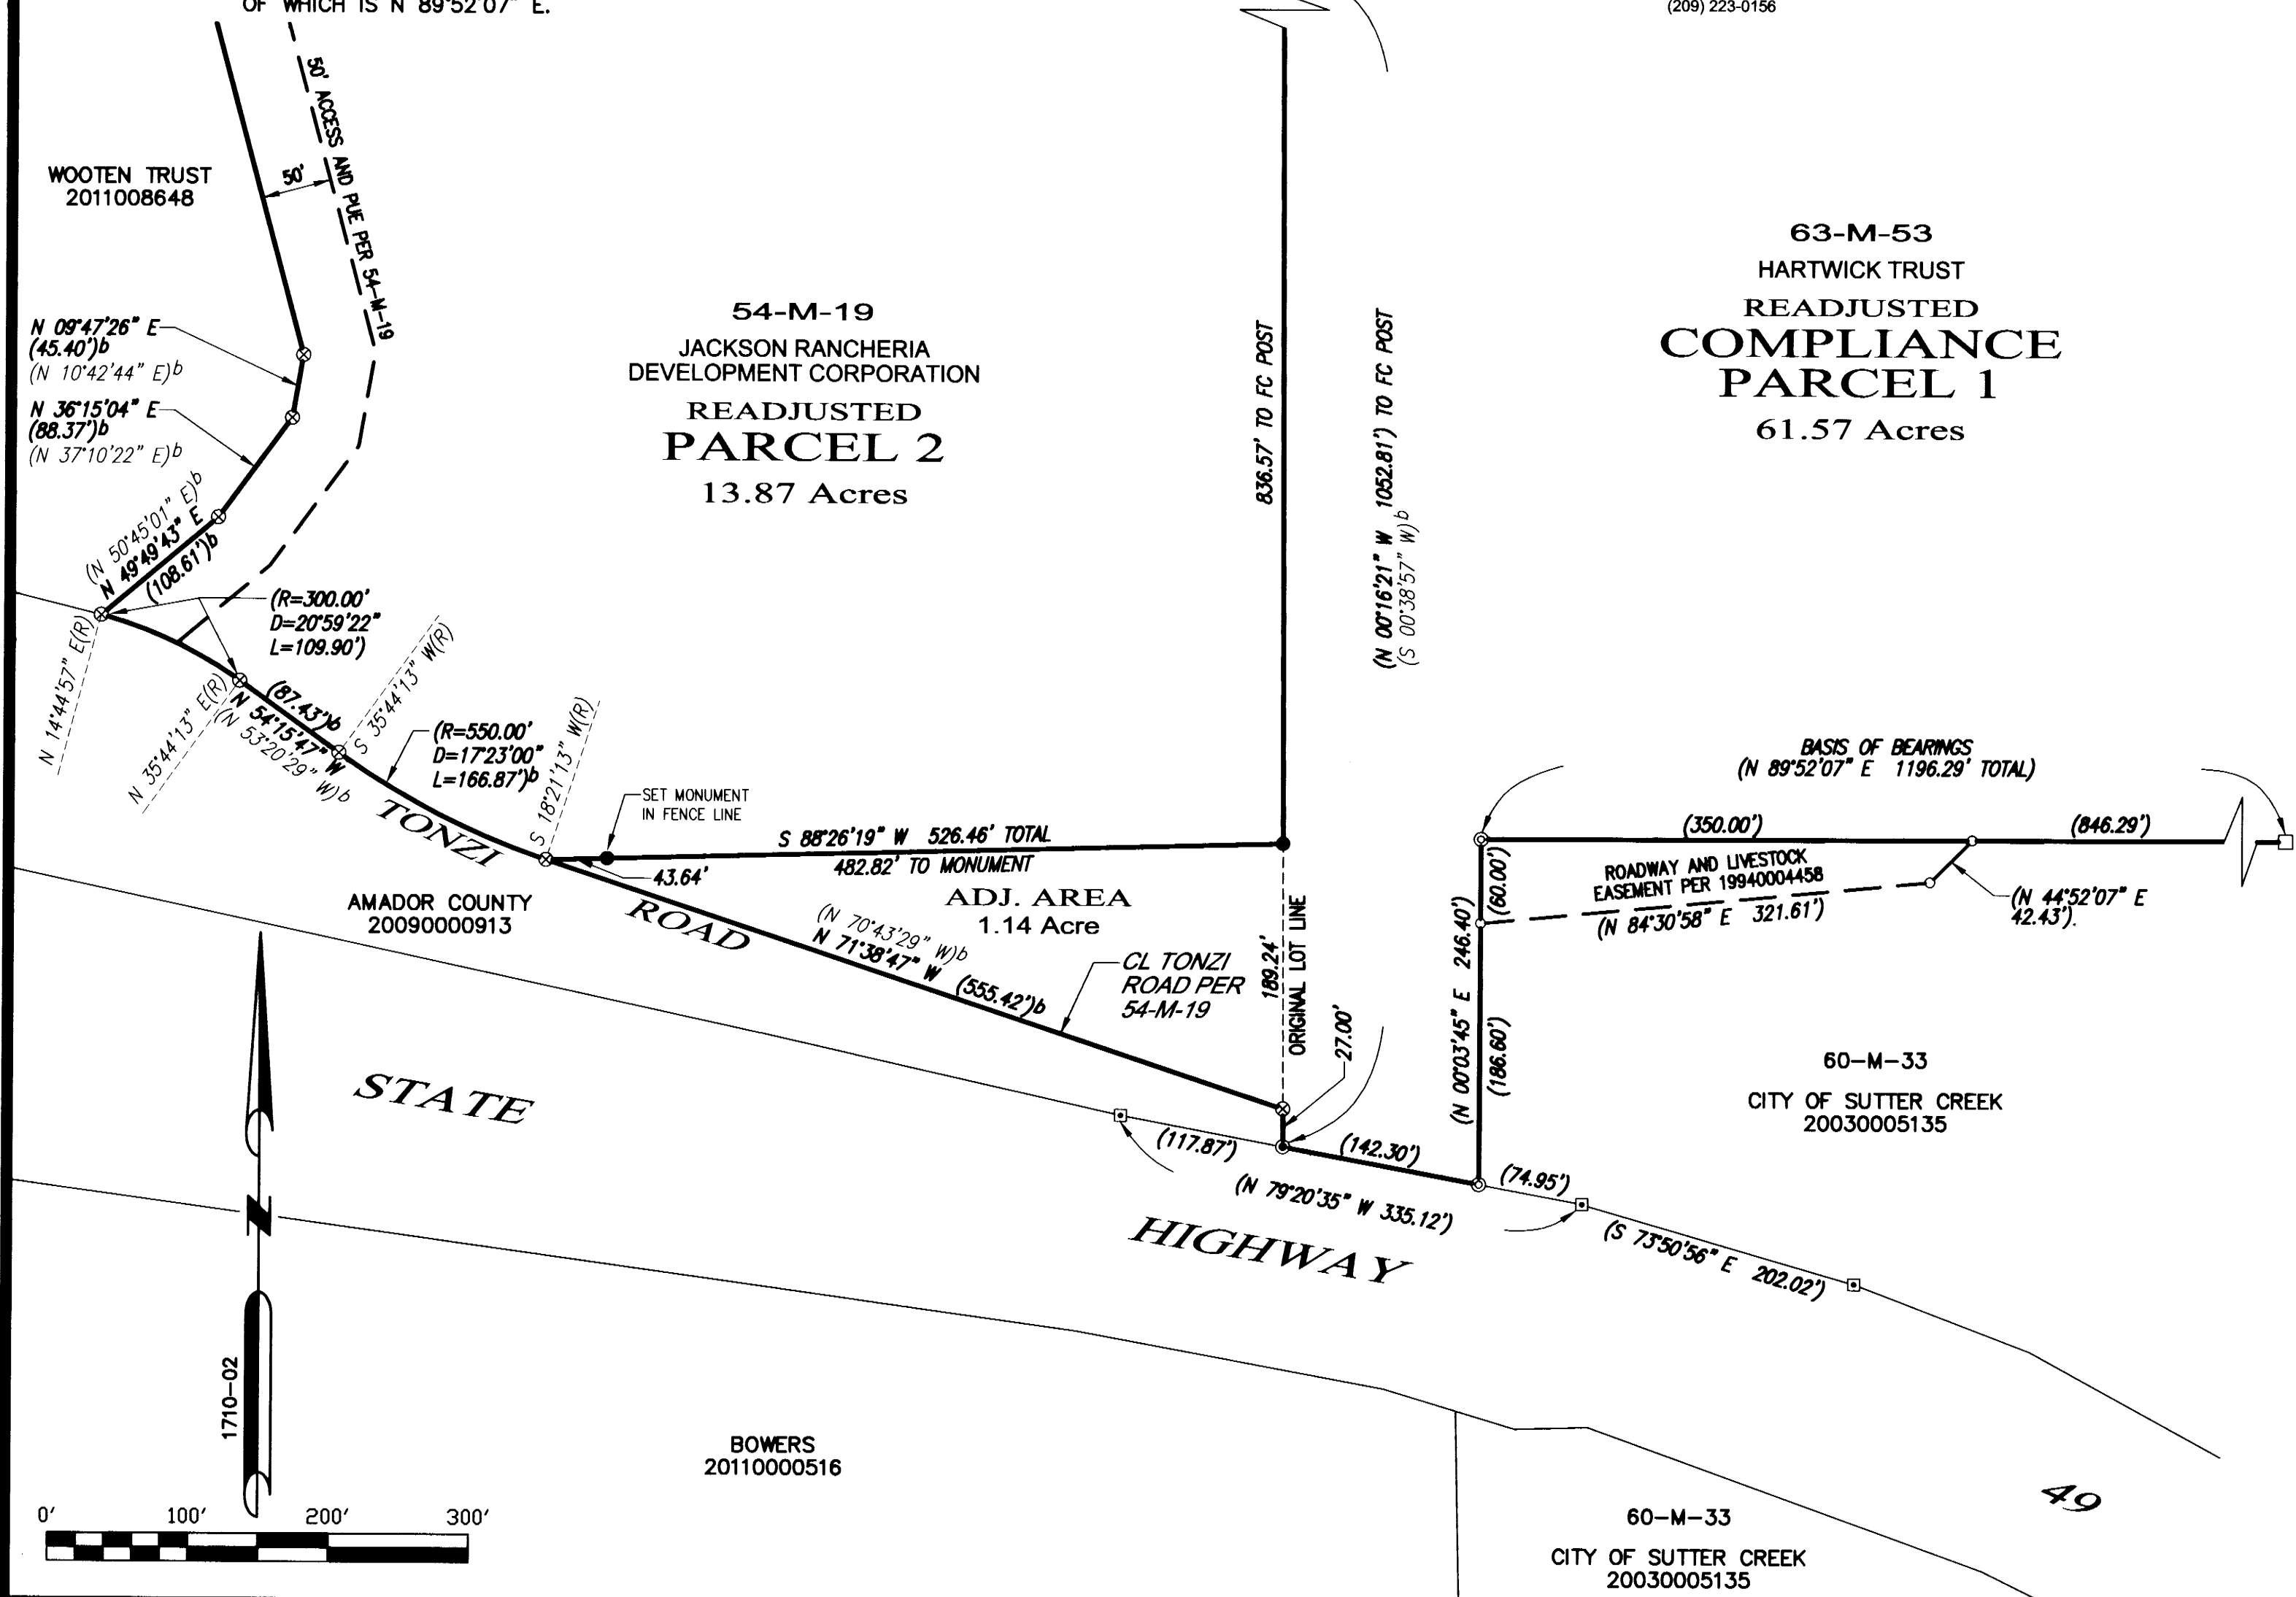 OF WHICH IS N 89°52'07" E.
(209) 223-0156
50' ACCESS AND PUE PER 54-M-19
50'
WOOTEN TRUST
2011008648
N 09°47'26" E
(45.40')b
(N 10°42'44" E)b
N 36°15'04" E
(88.37')b
(N 37°10'22" E)b
(N 50°45'01" E)b
N 49°49'43" E
(108.61')b
54-M-19
JACKSON RANCHERIA
DEVELOPMENT CORPORATION
READJUSTED
PARCEL 2
13.87 Acres
836.57' TO FC POST
(N 00°16'21" W 1052.81') TO FC POST
(S 00°38'57" W)b
63-M-53
HARTWICK TRUST
READJUSTED
COMPLIANCE
PARCEL 1
61.57 Acres
(R=300.00'
D=20°59'22"
L=109.90')
N 14°44'57" E(R)
N 35°44'13" E(R)
(87.43')b
N 54°15'47" W
(N 53°20'29" W)b
S 35°44'13" W(R)
(R=550.00'
D=17°23'00"
L=166.87')b
S 18°21'13" W(R)
SET MONUMENT
IN FENCE LINE
S 88°26'19" W 526.46' TOTAL
482.82' TO MONUMENT
43.64'
ADJ. AREA
1.14 Acre
TONZI
ROAD
AMADOR COUNTY
20090000913
(N 70°43'29" W)b
N 71°38'47" W
(555.42')b
CL TONZI
ROAD PER
54-M-19
189.24'
ORIGINAL LOT LINE
27.00'
BASIS OF BEARINGS
(N 89°52'07" E 1196.29' TOTAL)
(350.00')
(846.29')
ROADWAY AND LIVESTOCK
EASEMENT PER 19940004458
(N 84°30'58" E 321.61')
(N 44°52'07" E
42.43').
(N 00°03'45" E 246.40')
(60.00')
(186.60')
60-M-33
CITY OF SUTTER CREEK
20030005135
(117.87')
(142.30')
(74.95')
(N 79°20'35" W 335.12')
(S 73°50'56" E 202.02')
STATE
HIGHWAY
49
N
1710-02
BOWERS
20110000516
0' 100' 200' 300'
60-M-33
CITY OF SUTTER CREEK
20030005135